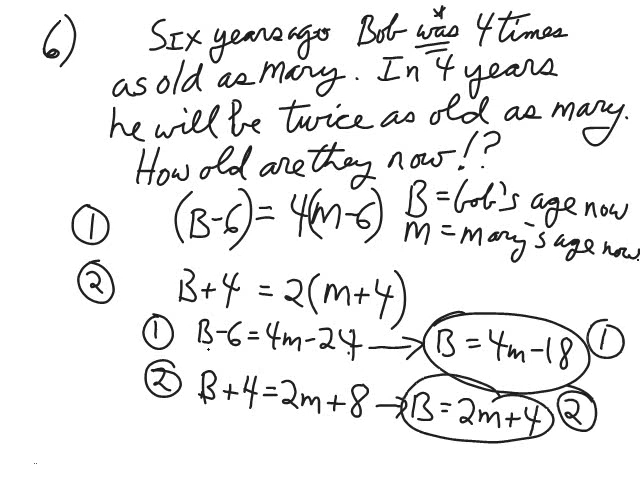 6) Six years ago Bob was* 4 times
as old as Mary. In 4 years
he will be twice as old as mary.
How old are they now!?
① (B-6) = 4(m-6) B = bob's age now
m = mary's age now.
② B+4 = 2(m+4)
① B-6 = 4m-24 → B = 4m-18 ①
② B+4 = 2m+8 → B = 2m+4 ②